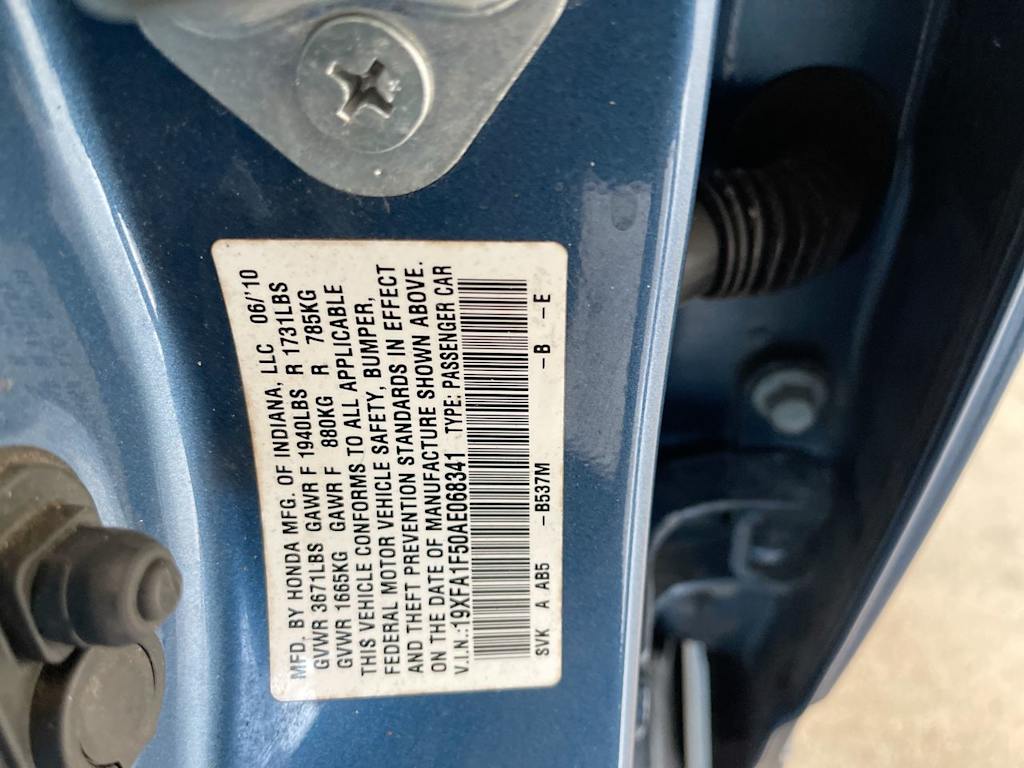 MFD. BY HONDA MFG. OF INDIANA, LLC 06/'10
GVWR 3671LBS GAWR F 1940LBS R 1731LBS
GVWR 1665KG GAWR F 880KG R 785KG
THIS VEHICLE CONFORMS TO ALL APPLICABLE
FEDERAL MOTOR VEHICLE SAFETY, BUMPER,
AND THEFT PREVENTION STANDARDS IN EFFECT
ON THE DATE OF MANUFACTURE SHOWN ABOVE.
V.I.N.:19XFA1F50AE068341 TYPE: PASSENGER CAR
SVK A AB5 -B537M -B -E